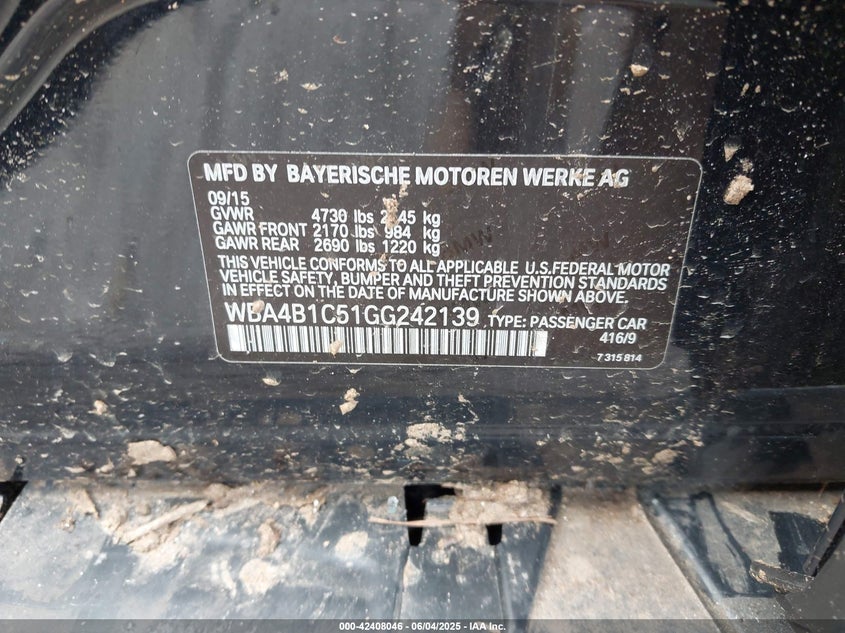 MFD BY BAYERISCHE MOTOREN WERKE AG
09/15
GVWR 4730 lbs 2145 kg
GAWR FRONT 2170 lbs 984 kg
GAWR REAR 2690 lbs 1220 kg
THIS VEHICLE CONFORMS TO ALL APPLICABLE U.S.FEDERAL MOTOR
VEHICLE SAFETY, BUMPER AND THEFT PREVENTION STANDARDS
IN EFFECT ON THE DATE OF MANUFACTURE SHOWN ABOVE.
WBA4B1C51GG242139 TYPE: PASSENGER CAR
416/9
7 315 814
000-42408046 - 06/04/2025 - IAA Inc.